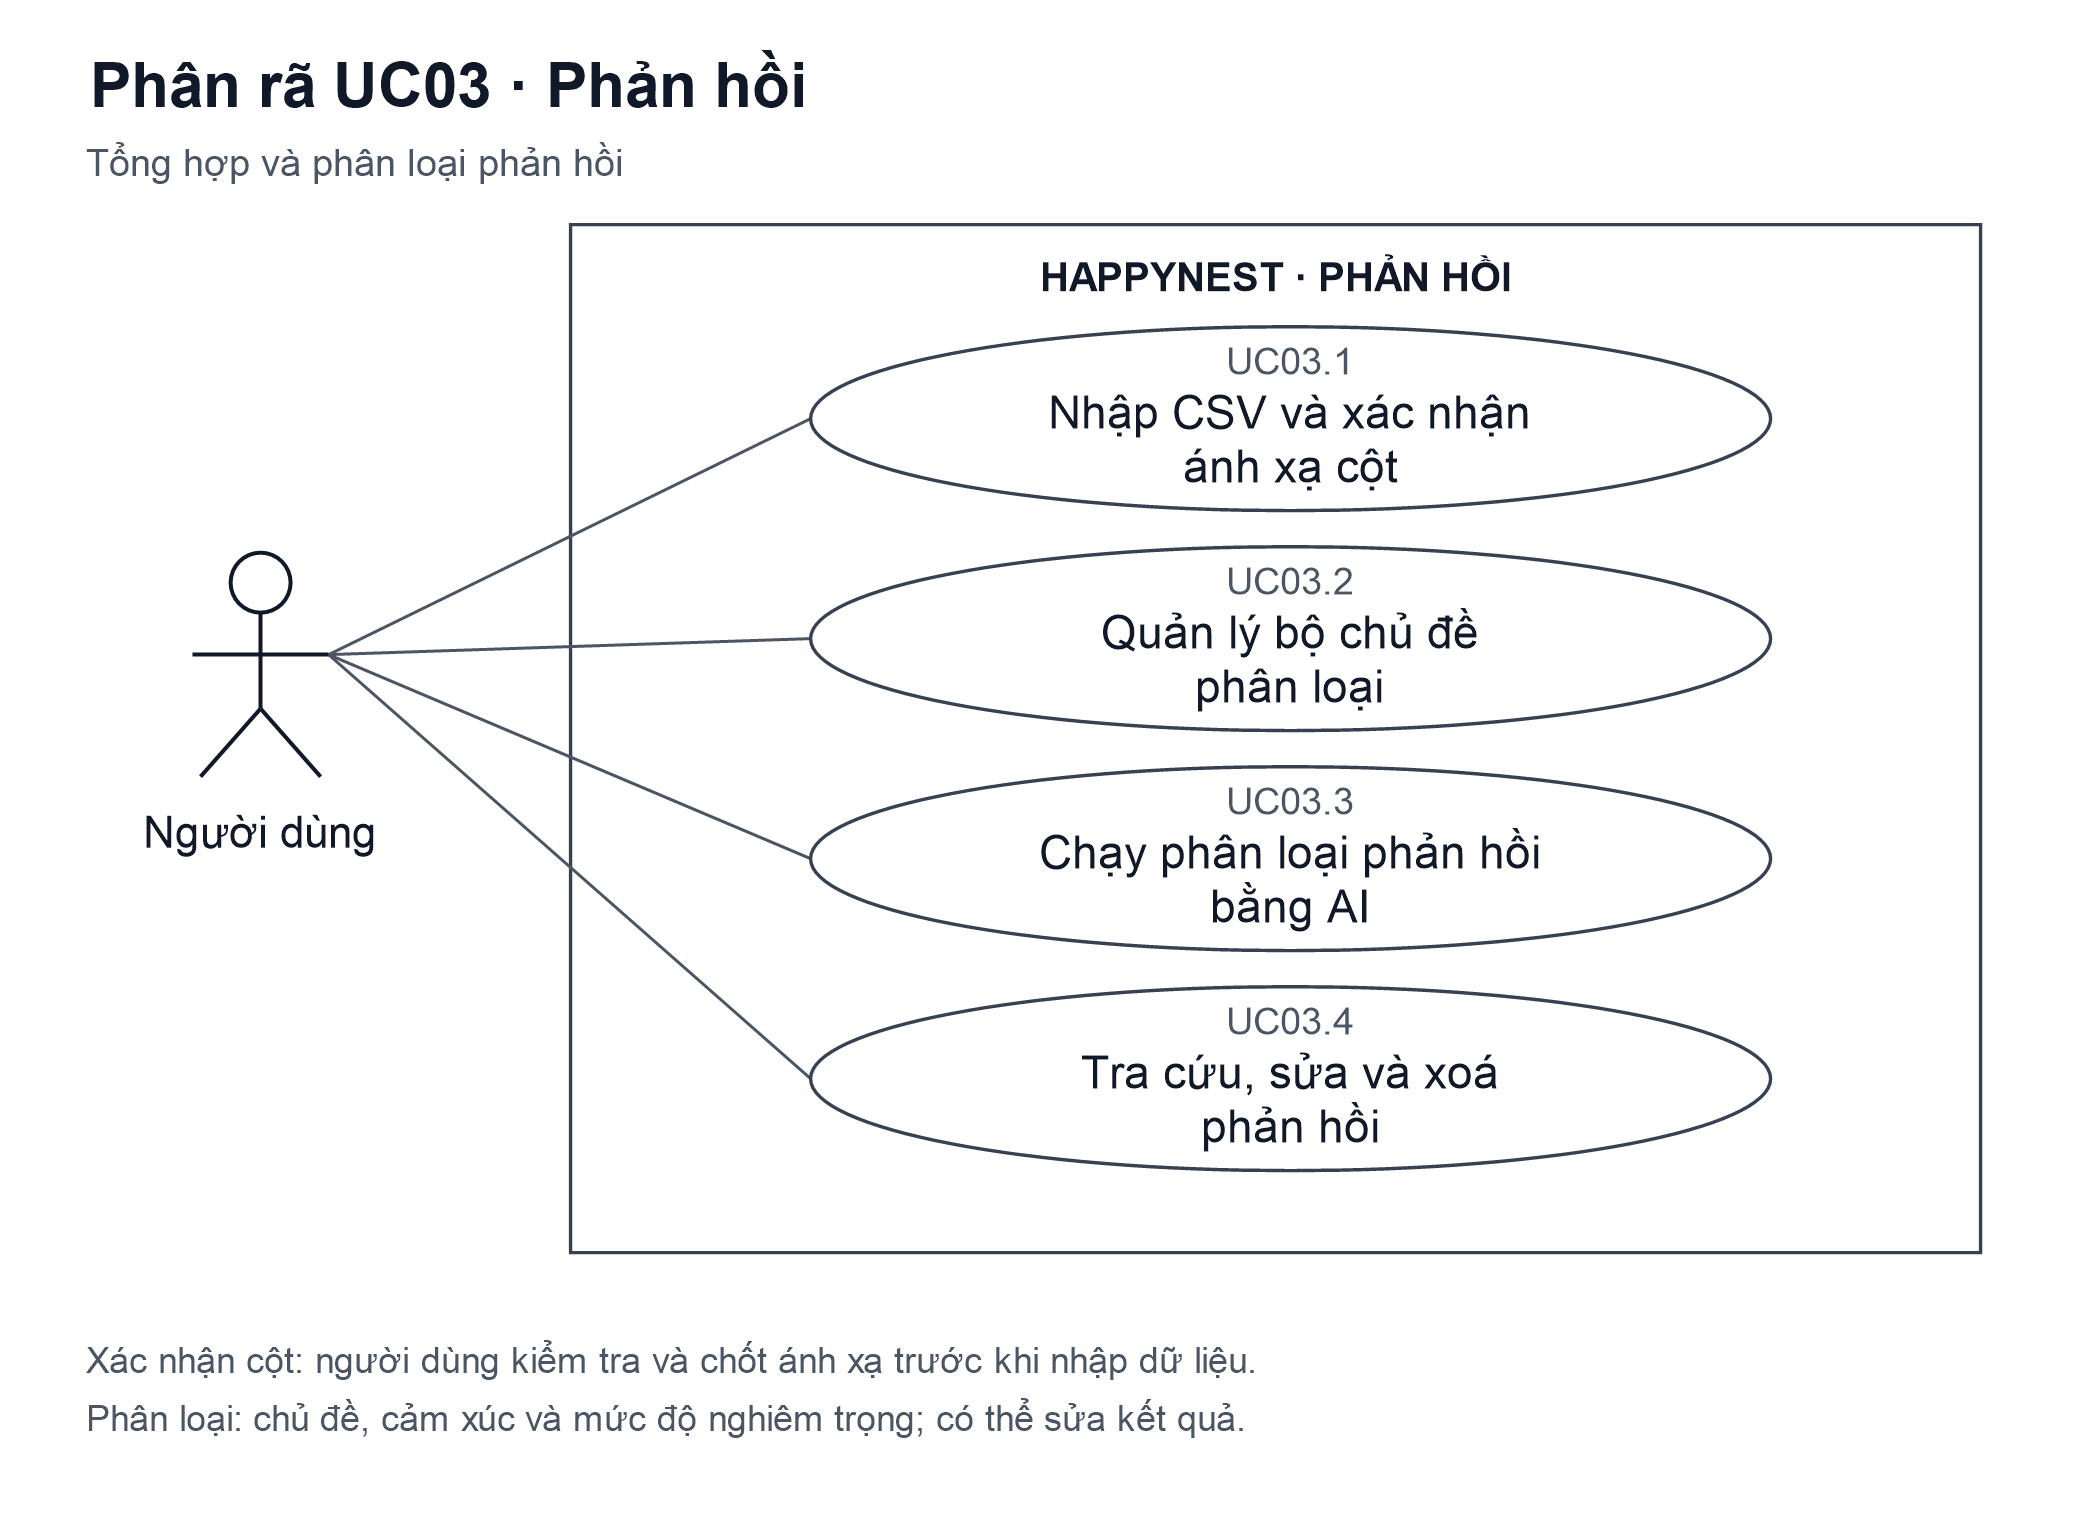 Phân rã UC03 · Phản hồi
Tổng hợp và phân loại phản hồi
HAPPYNEST · PHẢN HỒI
UC03.1
Nhập CSV và xác nhận
ánh xạ cột
UC03.2
Quản lý bộ chủ đề
phân loại
UC03.3
Chạy phân loại phản hồi
bằng AI
UC03.4
Tra cứu, sửa và xoá
phản hồi
Người dùng
Xác nhận cột: người dùng kiểm tra và chốt ánh xạ trước khi nhập dữ liệu.
Phân loại: chủ đề, cảm xúc và mức độ nghiêm trọng; có thể sửa kết quả.